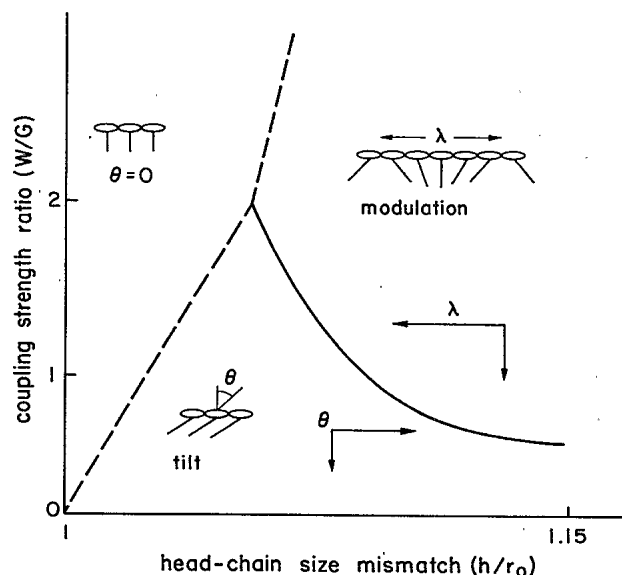 coupling strength ratio (W/G)
θ=0
λ
modulation
2
λ
1
θ
θ
tilt
0
1
1.15
head-chain size mismatch (h/r₀)